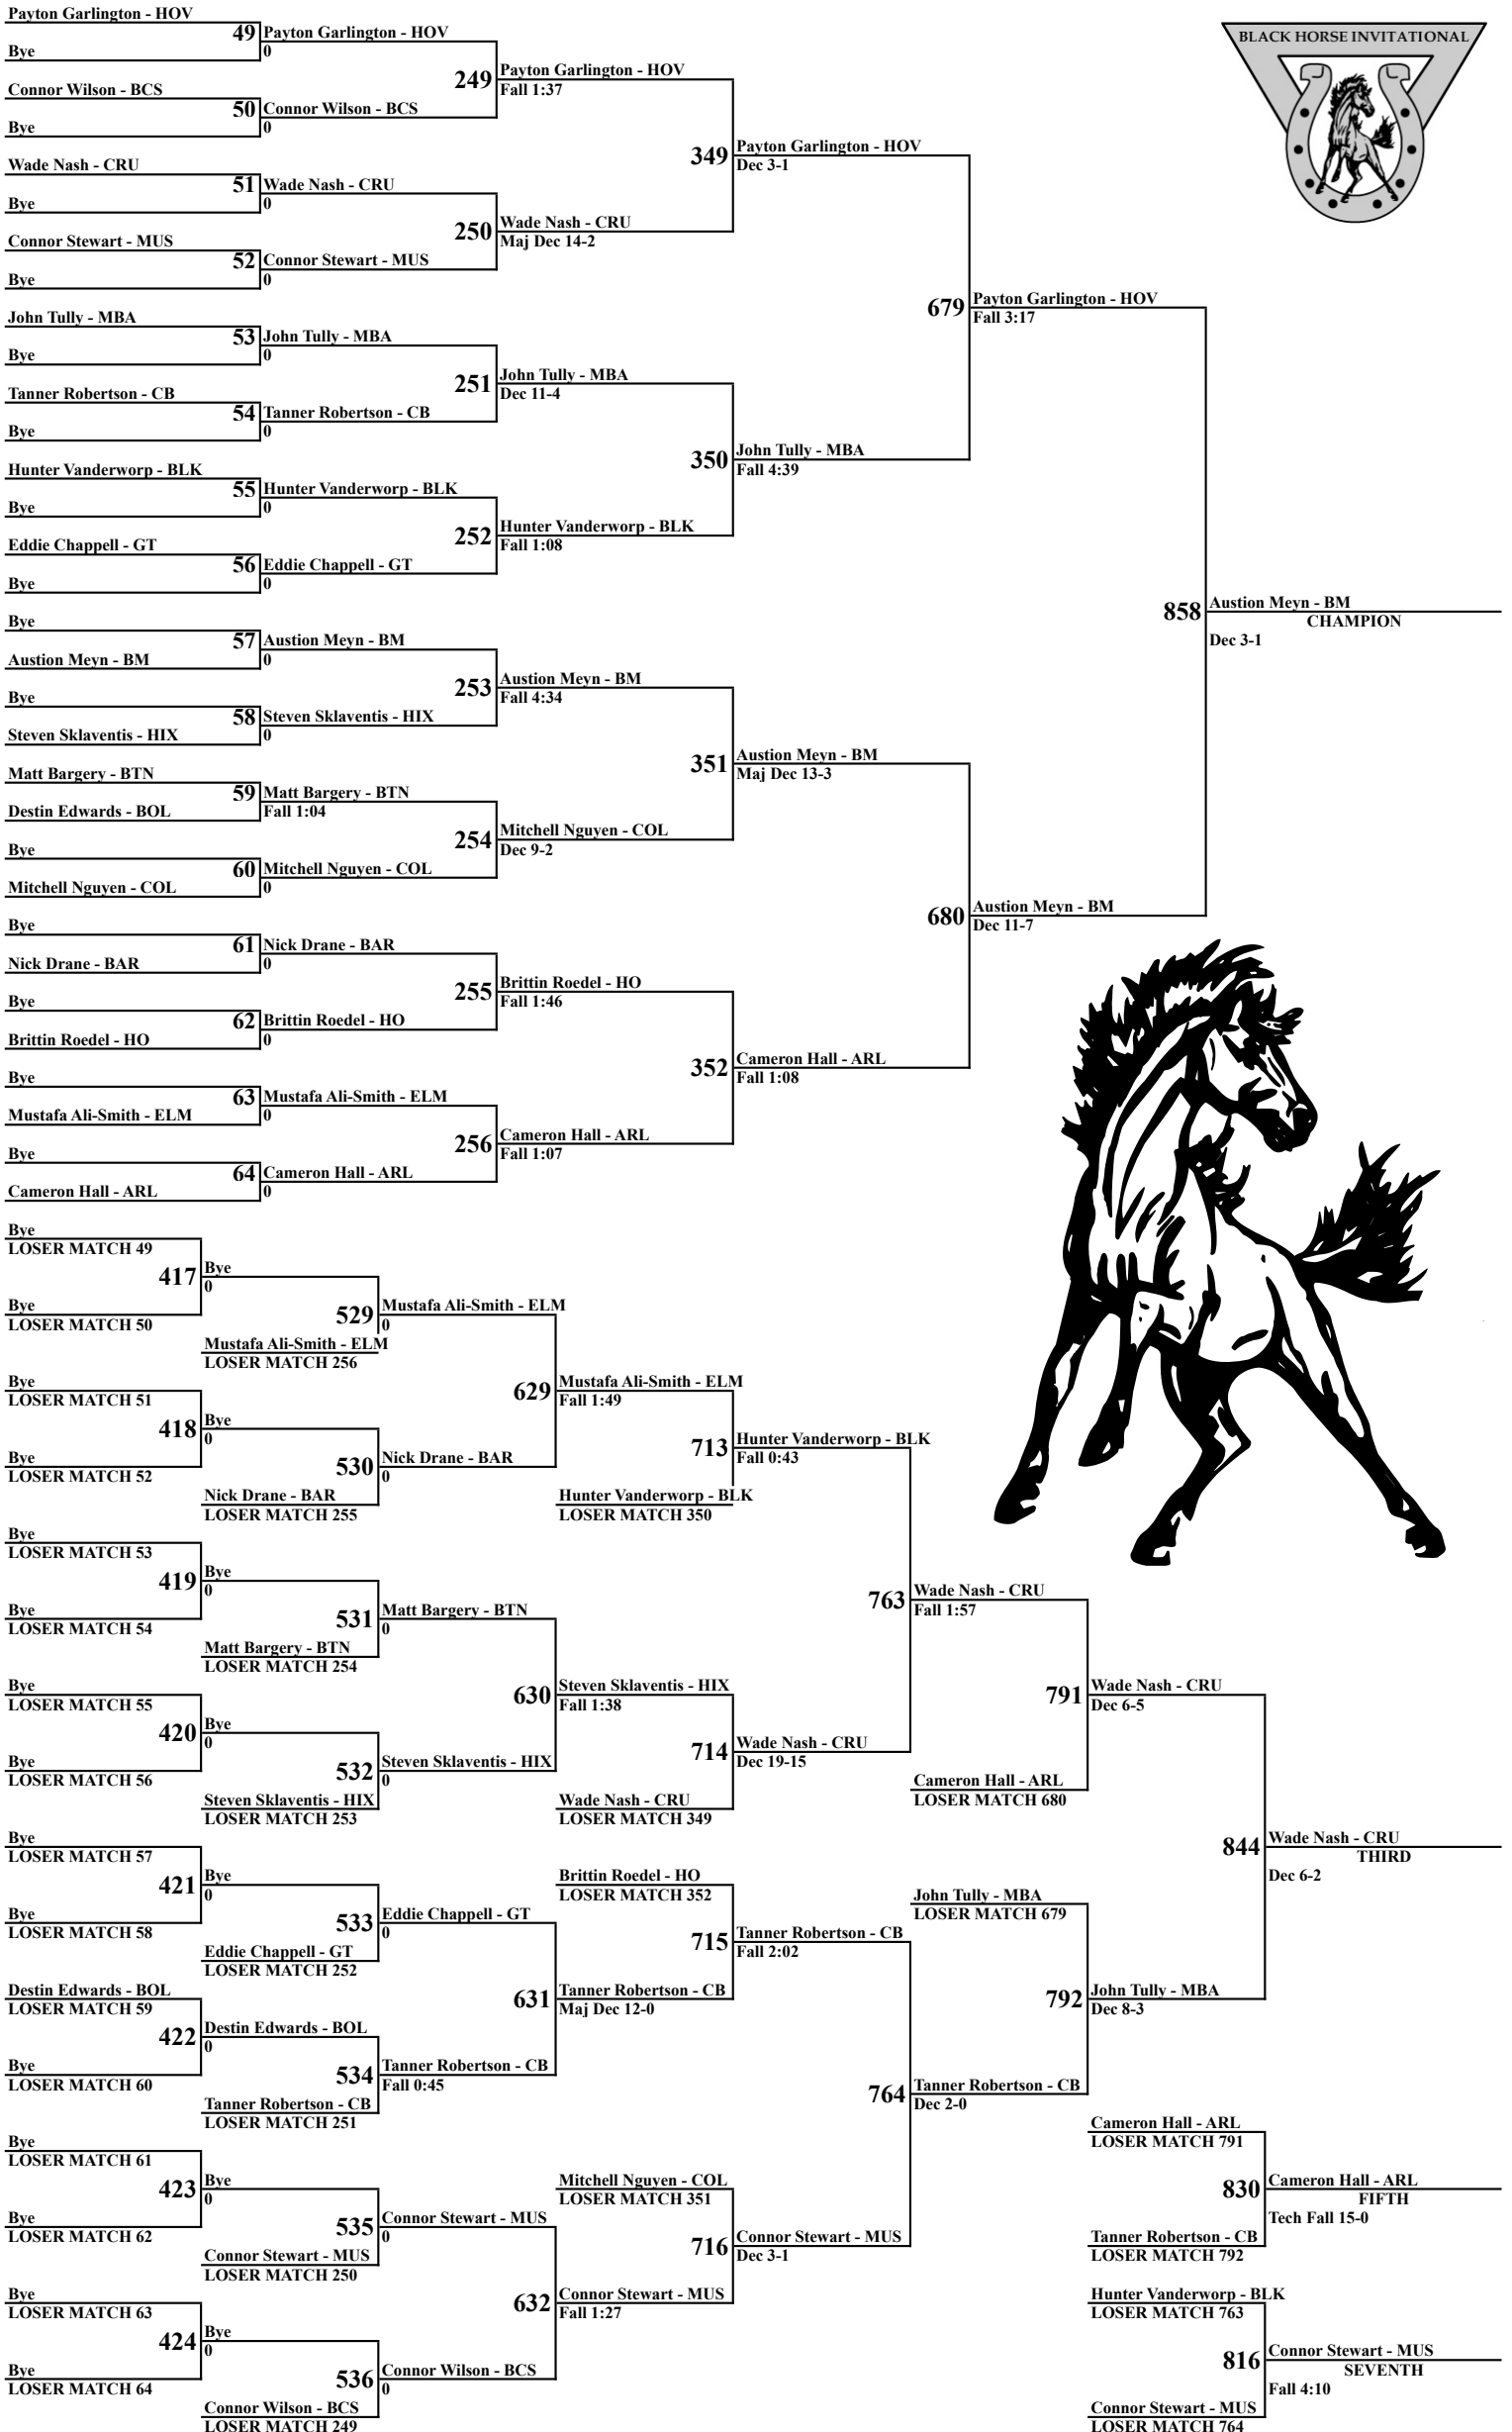 BLACK HORSE INVITATIONAL
Payton Garlington - HOV
Bye
49
Payton Garlington - HOV
0
Connor Wilson - BCS
Bye
50
Connor Wilson - BCS
0
249
Payton Garlington - HOV
Fall 1:37
Wade Nash - CRU
Bye
51
Wade Nash - CRU
0
Connor Stewart - MUS
Bye
52
Connor Stewart - MUS
0
250
Wade Nash - CRU
Maj Dec 14-2
349
Payton Garlington - HOV
Dec 3-1
John Tully - MBA
Bye
53
John Tully - MBA
0
Tanner Robertson - CB
Bye
54
Tanner Robertson - CB
0
251
John Tully - MBA
Dec 11-4
Hunter Vanderworp - BLK
Bye
55
Hunter Vanderworp - BLK
0
Eddie Chappell - GT
Bye
56
Eddie Chappell - GT
0
252
Hunter Vanderworp - BLK
Fall 1:08
350
John Tully - MBA
Fall 4:39
679
Payton Garlington - HOV
Fall 3:17
Bye
Austion Meyn - BM
57
Austion Meyn - BM
0
Bye
Steven Sklaventis - HIX
58
Steven Sklaventis - HIX
0
253
Austion Meyn - BM
Fall 4:34
Matt Bargery - BTN
Destin Edwards - BOL
59
Matt Bargery - BTN
Fall 1:04
Bye
Mitchell Nguyen - COL
60
Mitchell Nguyen - COL
0
254
Mitchell Nguyen - COL
Dec 9-2
351
Austion Meyn - BM
Maj Dec 13-3
Bye
Nick Drane - BAR
61
Nick Drane - BAR
0
Bye
Brittin Roedel - HO
62
Brittin Roedel - HO
0
255
Brittin Roedel - HO
Fall 1:46
Bye
Mustafa Ali-Smith - ELM
63
Mustafa Ali-Smith - ELM
0
Bye
Cameron Hall - ARL
64
Cameron Hall - ARL
0
256
Cameron Hall - ARL
Fall 1:07
352
Cameron Hall - ARL
Fall 1:08
680
Austion Meyn - BM
Dec 11-7
858
Austion Meyn - BM
CHAMPION
Dec 3-1
Bye
LOSER MATCH 49
417
Bye
LOSER MATCH 50
Bye
0
529
Mustafa Ali-Smith - ELM
LOSER MATCH 256
Mustafa Ali-Smith - ELM
0
Bye
LOSER MATCH 51
418
Bye
LOSER MATCH 52
Bye
0
530
Nick Drane - BAR
LOSER MATCH 255
Nick Drane - BAR
0
629
Mustafa Ali-Smith - ELM
Fall 1:49
713
Hunter Vanderworp - BLK
LOSER MATCH 350
Hunter Vanderworp - BLK
Fall 0:43
Bye
LOSER MATCH 53
419
Bye
LOSER MATCH 54
Bye
0
531
Matt Bargery - BTN
LOSER MATCH 254
Matt Bargery - BTN
0
Bye
LOSER MATCH 55
420
Bye
LOSER MATCH 56
Bye
0
532
Steven Sklaventis - HIX
LOSER MATCH 253
Steven Sklaventis - HIX
0
630
Steven Sklaventis - HIX
Fall 1:38
714
Wade Nash - CRU
LOSER MATCH 349
Wade Nash - CRU
Dec 19-15
763
Wade Nash - CRU
Fall 1:57
791
Cameron Hall - ARL
LOSER MATCH 680
Wade Nash - CRU
Dec 6-5
Bye
LOSER MATCH 57
421
Bye
LOSER MATCH 58
Bye
0
533
Eddie Chappell - GT
LOSER MATCH 252
Eddie Chappell - GT
0
Destin Edwards - BOL
LOSER MATCH 59
422
Bye
LOSER MATCH 60
Destin Edwards - BOL
0
534
Tanner Robertson - CB
LOSER MATCH 251
Tanner Robertson - CB
Fall 0:45
631
Tanner Robertson - CB
Maj Dec 12-0
Brittin Roedel - HO
LOSER MATCH 352
715
Tanner Robertson - CB
Fall 2:02
Bye
LOSER MATCH 61
423
Bye
LOSER MATCH 62
Bye
0
535
Connor Stewart - MUS
LOSER MATCH 250
Connor Stewart - MUS
0
Bye
LOSER MATCH 63
424
Bye
LOSER MATCH 64
Bye
0
536
Connor Wilson - BCS
LOSER MATCH 249
Connor Wilson - BCS
0
632
Connor Stewart - MUS
Fall 1:27
Mitchell Nguyen - COL
LOSER MATCH 351
716
Connor Stewart - MUS
Dec 3-1
764
Tanner Robertson - CB
Dec 2-0
John Tully - MBA
LOSER MATCH 679
792
John Tully - MBA
Dec 8-3
844
Wade Nash - CRU
THIRD
Dec 6-2
Cameron Hall - ARL
LOSER MATCH 791
830
Tanner Robertson - CB
LOSER MATCH 792
Cameron Hall - ARL
FIFTH
Tech Fall 15-0
Hunter Vanderworp - BLK
LOSER MATCH 763
816
Connor Stewart - MUS
LOSER MATCH 764
Connor Stewart - MUS
SEVENTH
Fall 4:10